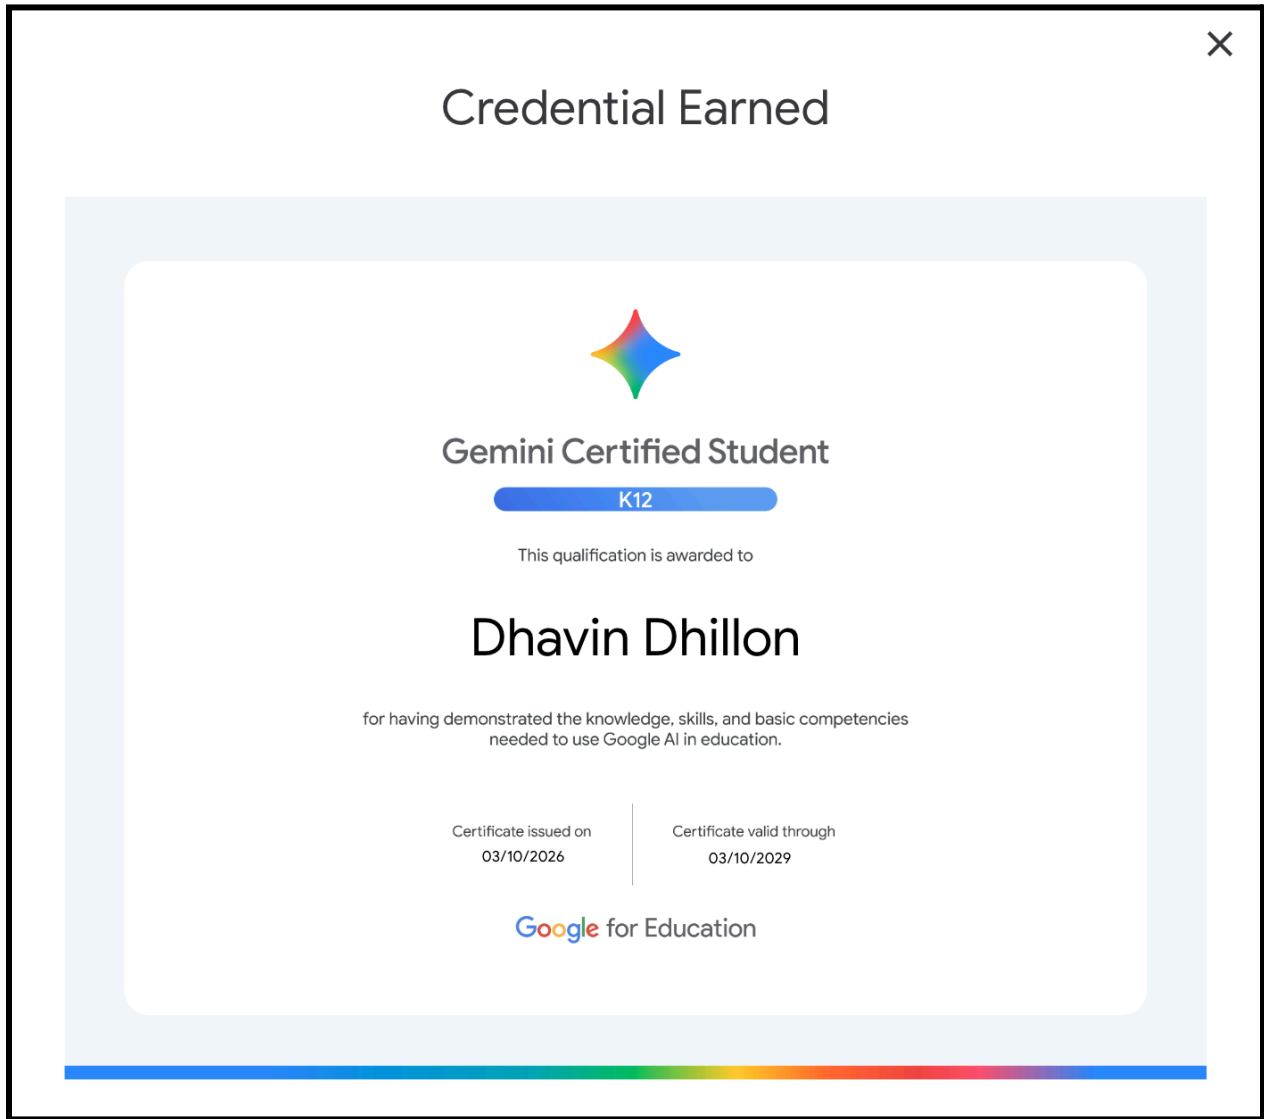 Credential Earned
Gemini Certified Student
K12
This qualification is awarded to
Dhavin Dhillon
for having demonstrated the knowledge, skills, and basic competencies
needed to use Google AI in education.
Certificate issued on
03/10/2026
Certificate valid through
03/10/2029
Google for Education